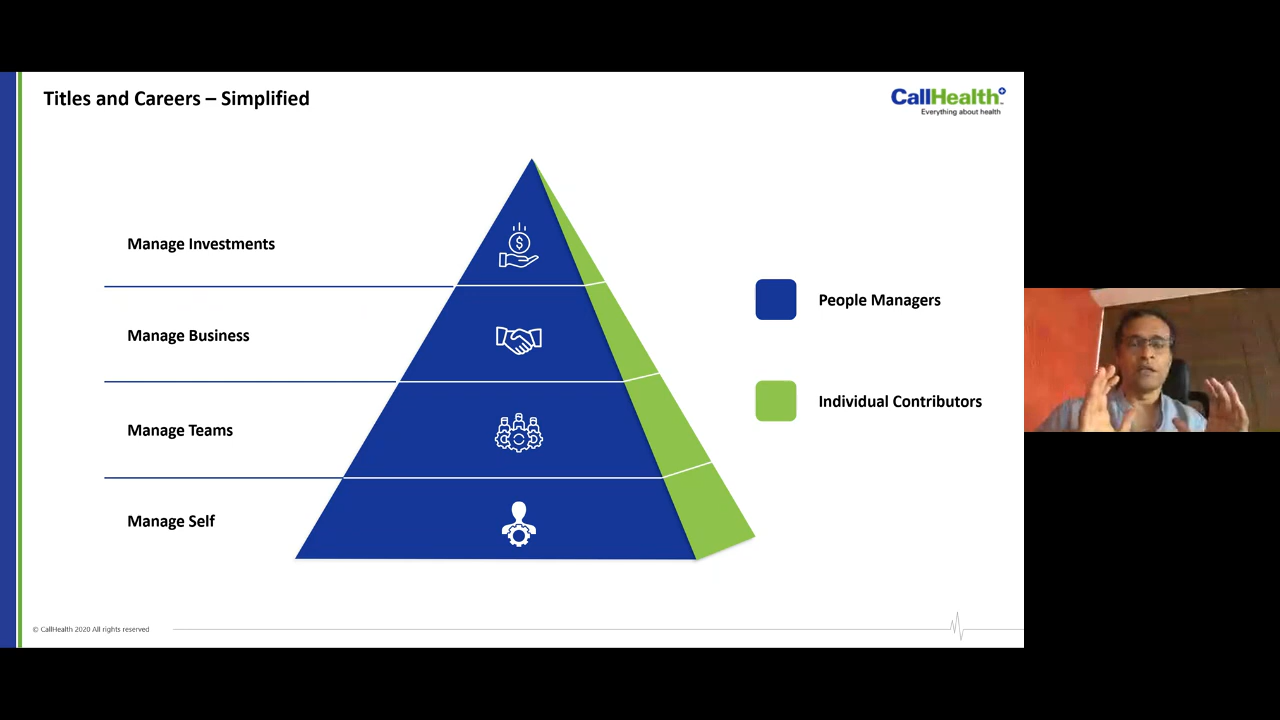 Titles and Careers – Simplified
CallHealth
Everything about health
Manage Investments
Manage Business
Manage Teams
Manage Self
$
People Managers
Individual Contributors
© CallHealth 2020 All rights reserved